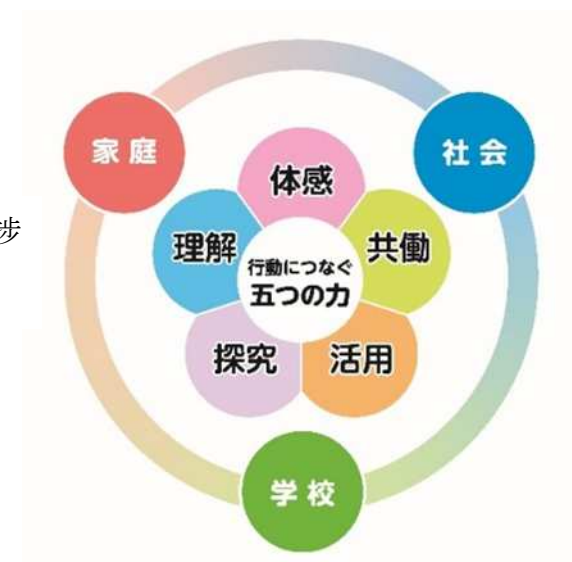 家庭
社会
体感
理解
共働
行動につなぐ
五つの力
探究
活用
学校
渉